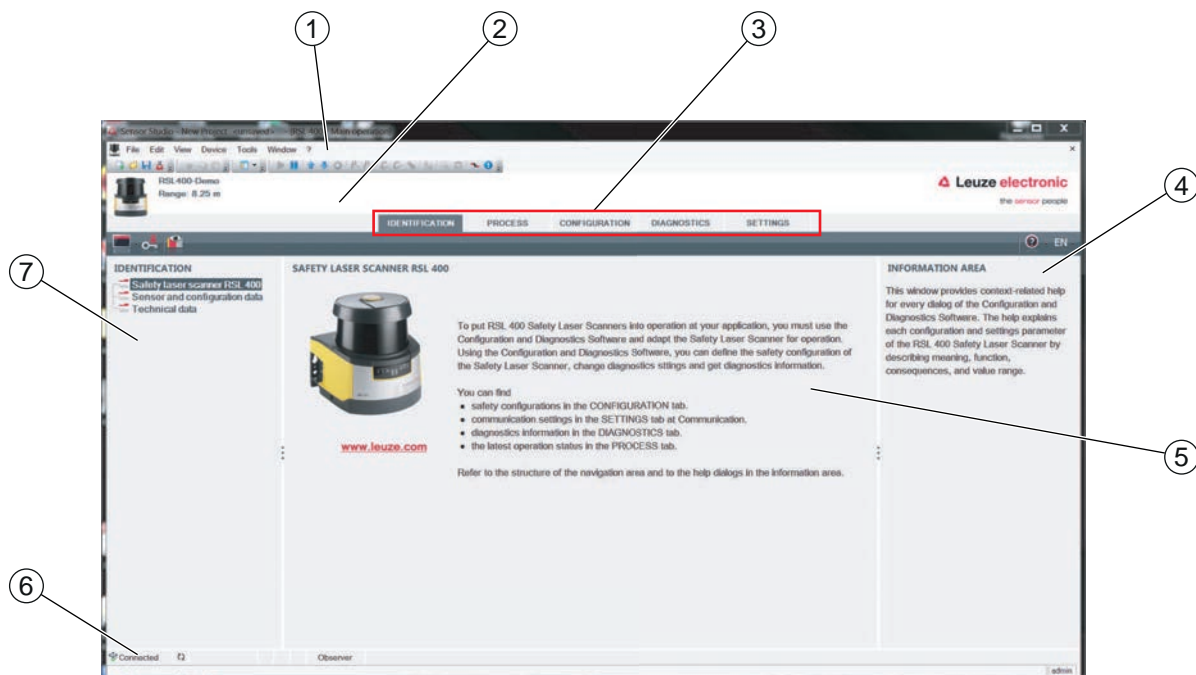 1
2
3
Sensor Studio - New Project <unsaved> - [RSL 400 - Main operation]
File Edit View Device Tools Window ?
RSL400-Demo
Range: 8.25 m
Leuze electronic
the sensor people
4
IDENTIFICATION PROCESS CONFIGURATION DIAGNOSTICS SETTINGS
EN
7
IDENTIFICATION
Safety laser scanner RSL 400
Sensor and configuration data
Technical data
SAFETY LASER SCANNER RSL 400
To put RSL 400 Safety Laser Scanners into operation at your application, you must use the
Configuration and Diagnostics Software and adapt the Safety Laser Scanner for operation.
Using the Configuration and Diagnostics Software, you can define the safety configuration of
the Safety Laser Scanner, change diagnostics sttings and get diagnostics information.
You can find
• safety configurations in the CONFIGURATION tab.
• communication settings in the SETTINGS tab at Communication.
• diagnostics information in the DIAGNOSTICS tab.
• the latest operation status in the PROCESS tab.
Refer to the structure of the navigation area and to the help dialogs in the information area.
www.leuze.com
INFORMATION AREA
This window provides context-related help
for every dialog of the Configuration and
Diagnostics Software. The help explains
each configuration and settings parameter
of the RSL 400 Safety Laser Scanner by
describing meaning, function,
consequences, and value range.
5
6
Connected
Observer
admin